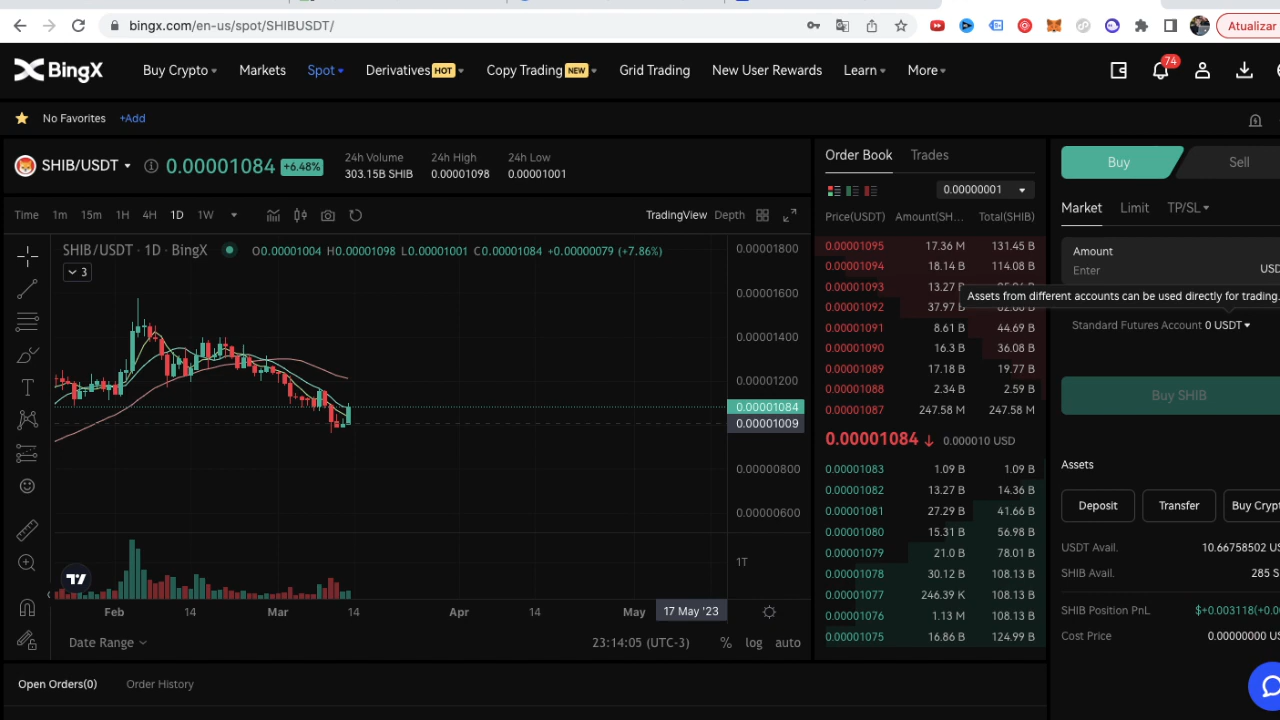 bingx.com/en-us/spot/SHIBUSDT/
Atualizar
BingX
Buy Crypto
Markets
Spot
Derivatives HOT
Copy Trading NEW
Grid Trading
New User Rewards
Learn
More
74
No Favorites
+Add
SHIB/USDT
0.00001084
+6.48%
24h Volume
303.15B SHIB
24h High
0.00001098
24h Low
0.00001001
Time 1m 15m 1H 4H 1D 1W
TradingView Depth
SHIB/USDT · 1D · BingX
O0.00001004 H0.00001098 L0.00001001 C0.00001084 +0.00000079 (+7.86%)
3
0.00001800
0.00001600
0.00001400
0.00001200
0.00001084
0.00001009
0.00000800
0.00000600
1T
Feb 14 Mar 14 Apr 14 May 17 May '23
Date Range
23:14:05 (UTC-3)
% log auto
Order Book Trades
0.00000001
Price(USDT) Amount(SH... Total(SHIB)
0.00001095 17.36 M 131.45 B
0.00001094 18.14 B 114.08 B
0.00001093 13.27 B
0.00001092 37.97 B
0.00001091 8.61 B 44.69 B
0.00001090 16.3 B 36.08 B
0.00001089 17.18 B 19.77 B
0.00001088 2.34 B 2.59 B
0.00001087 247.58 M 247.58 M
0.00001084 0.000010 USD
0.00001083 1.09 B 1.09 B
0.00001082 13.27 B 14.36 B
0.00001081 27.29 B 41.66 B
0.00001080 15.31 B 56.98 B
0.00001079 21.0 B 78.01 B
0.00001078 30.12 B 108.13 B
0.00001077 246.39 K 108.13 B
0.00001076 1.13 M 108.13 B
0.00001075 16.86 B 124.99 B
Buy
Sell
Market Limit TP/SL
Amount
Enter
USD
Assets from different accounts can be used directly for trading.
Standard Futures Account 0 USDT
Buy SHIB
Assets
Deposit
Transfer
Buy Crypt
USDT Avail. 10.66758502 US
SHIB Avail. 285 S
SHIB Position PnL $+0.003118(+0.0
Cost Price 0.00000000 US
Open Orders(0)
Order History